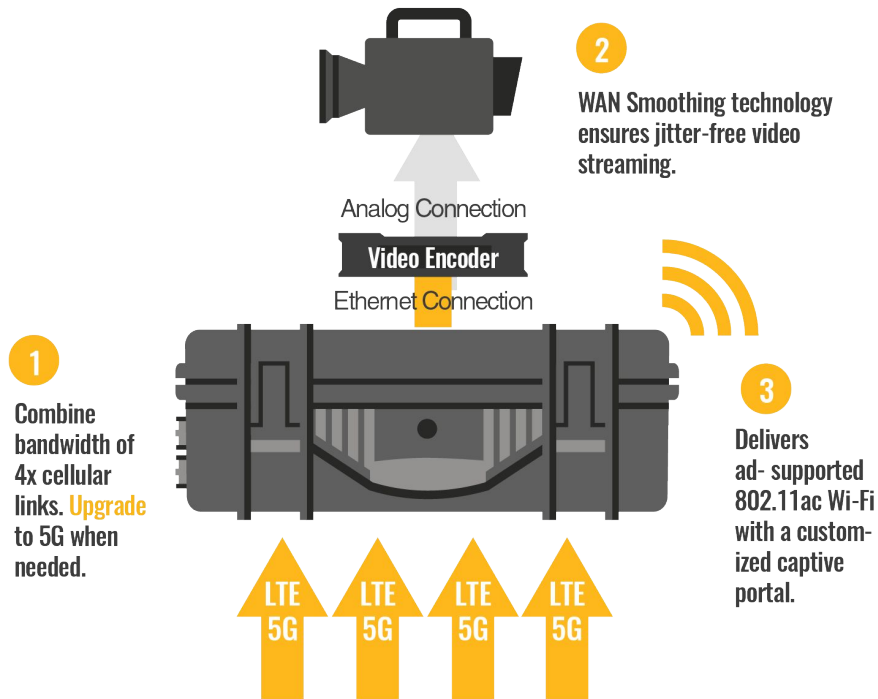 2
WAN Smoothing technology
ensures jitter-free video
streaming.
Analog Connection
Video Encoder
Ethernet Connection
1
Combine
bandwidth of
4x cellular
links. Upgrade
to 5G when
needed.
3
Delivers
ad- supported
802.11ac Wi-Fi
with a custom-
ized captive
portal.
LTE LTE LTE LTE
5G 5G 5G 5G